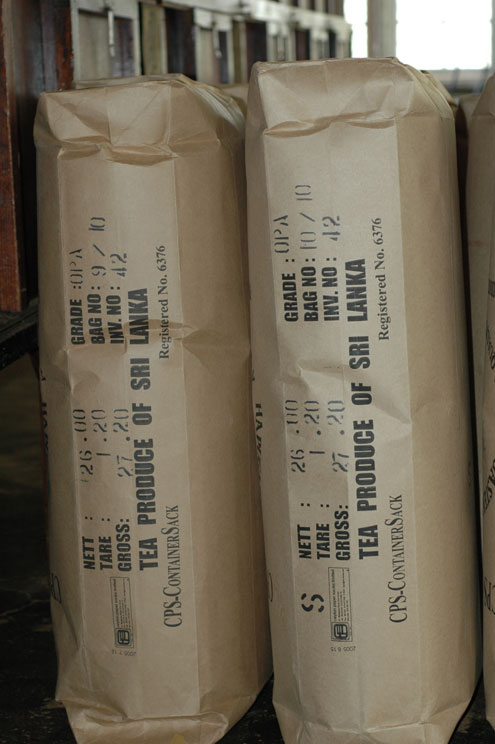 GRADE : OPA
BAG NO : 9 / 10
INV. NO : 42
NETT : 26.00
TARE : 1.20
GROSS: 27.20
TEA PRODUCE OF SRI LANKA
Registered No. 6376
CPS-CONTAINERSACK
GRADE : OPA
BAG NO : 10 / 10
INV. NO : 42
NETT : 26.00
TARE : 1.20
GROSS: 27.20
TEA PRODUCE OF SRI LANKA
Registered No. 6376
S
CPS-CONTAINERSACK